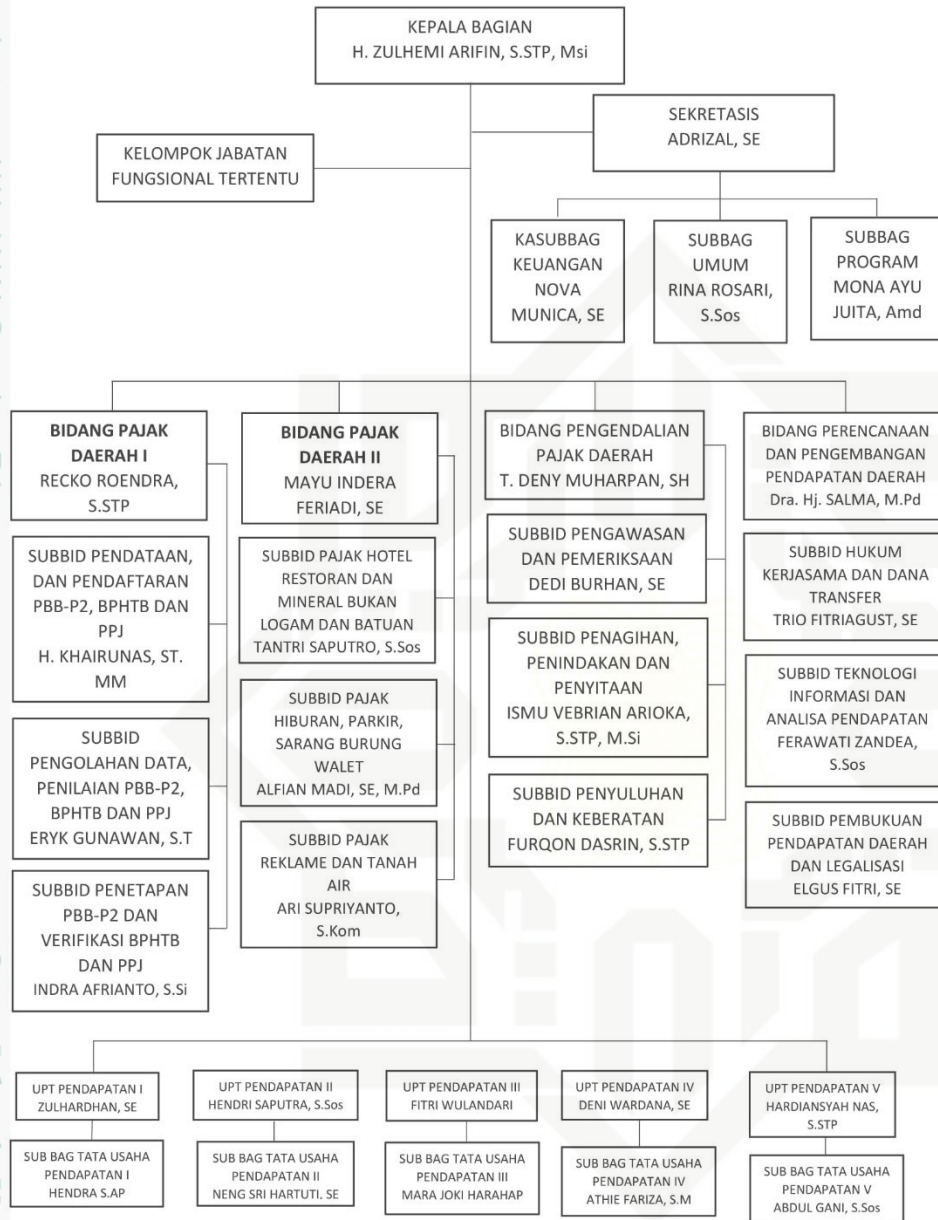 KEPALA BAGIAN
H. ZULHEMI ARIFIN, S.STP, Msi
SEKRETASIS
ADRIZAL, SE
KELOMPOK JABATAN
FUNGSIONAL TERTENTU
KASUBBAG
KEUANGAN
NOVA
MUNICA, SE
SUBBAG
UMUM
RINA ROSARI,
S.Sos
SUBBAG
PROGRAM
MONA AYU
JUITA, Amd
BIDANG PAJAK
DAERAH I
RECKO ROENDRA,
S.STP
SUBBID PENDATAAN,
DAN PENDAFTARAN
PBB-P2, BPHTB DAN
PPJ
H. KHAIRUNAS, ST.
MM
SUBBID
PENGOLAHAN DATA,
PENILAIAN PBB-P2,
BPHTB DAN PPJ
ERYK GUNAWAN, S.T
SUBBID PENETAPAN
PBB-P2 DAN
VERIFIKASI BPHTB
DAN PPJ
INDRA AFRIANTO, S.Si
BIDANG PAJAK
DAERAH II
MAYU INDERA
FERIADI, SE
SUBBID PAJAK HOTEL
RESTORAN DAN
MINERAL BUKAN
LOGAM DAN BATUAN
TANTRI SAPUTRO, S.Sos
SUBBID PAJAK
HIBURAN, PARKIR,
SARANG BURUNG
WALET
ALFIAN MADI, SE, M.Pd
SUBBID PAJAK
REKLAME DAN TANAH
AIR
ARI SUPRIYANTO,
S.Kom
BIDANG PENGENDALIAN
PAJAK DAERAH
T. DENY MUHARPAN, SH
SUBBID PENGAWASAN
DAN PEMERIKSAAN
DEDI BURHAN, SE
SUBBID PENAGIHAN,
PENINDAKAN DAN
PENYITAAN
ISMU VEBRIAN ARIOKA,
S.STP, M.Si
SUBBID PENYULUHAN
DAN KEBERATAN
FURQON DASRIN, S.STP
BIDANG PERENCANAAN
DAN PENGEMBANGAN
PENDAPATAN DAERAH
Dra. Hj. SALMA, M.Pd
SUBBID HUKUM
KERJASAMA DAN DANA
TRANSFER
TRIO FITRIAGUST, SE
SUBBID TEKNOLOGI
INFORMASI DAN
ANALISA PENDAPATAN
FERAWATI ZANDEA,
S.Sos
SUBBID PEMBUKUAN
PENDAPATAN DAERAH
DAN LEGALISASI
ELGUS FITRI, SE
UPT PENDAPATAN I
ZULHARDHAN, SE
SUB BAG TATA USAHA
PENDAPATAN I
HENDRA S.AP
UPT PENDAPATAN II
HENDRI SAPUTRA, S.Sos
SUB BAG TATA USAHA
PENDAPATAN II
NENG SRI HARTUTI. SE
UPT PENDAPATAN III
FITRI WULANDARI
SUB BAG TATA USAHA
PENDAPATAN III
MARA JOKI HARAHAP
UPT PENDAPATAN IV
DENI WARDANA, SE
SUB BAG TATA USAHA
PENDAPATAN IV
ATHIE FARIZA, S.M
UPT PENDAPATAN V
HARDIANSYAH NAS,
S.STP
SUB BAG TATA USAHA
PENDAPATAN V
ABDUL GANI, S.Sos